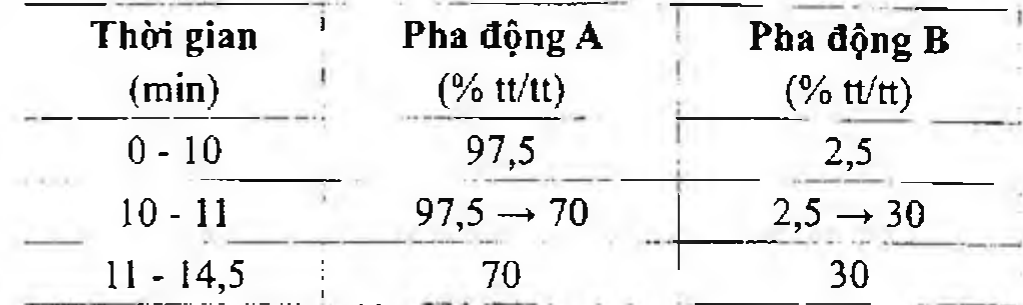 Thời gian Pha động A Pha động B
(min) (% tt/tt) (% tt/tt)
0 - 10 97,5 2,5
10 - 11 97,5 → 70 2,5 → 30
11 - 14,5 70 30